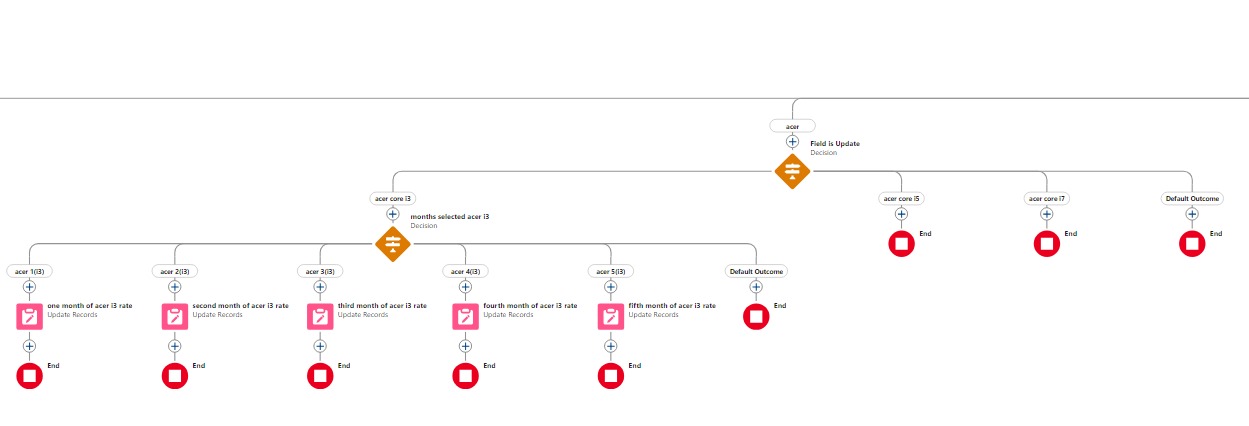 acer
Field is Update
Decision
acer core i3
acer core i5
acer core i7
Default Outcome
months selected acer i3
Decision
End
End
End
acer 1(i3)
acer 2(i3)
acer 3(i3)
acer 4(i3)
acer 5(i3)
Default Outcome
one month of acer i3 rate
Update Records
second month of acer i3 rate
Update Records
third month of acer i3 rate
Update Records
fourth month of acer i3 rate
Update Records
fifth month of acer i3 rate
Update Records
End
End
End
End
End
End